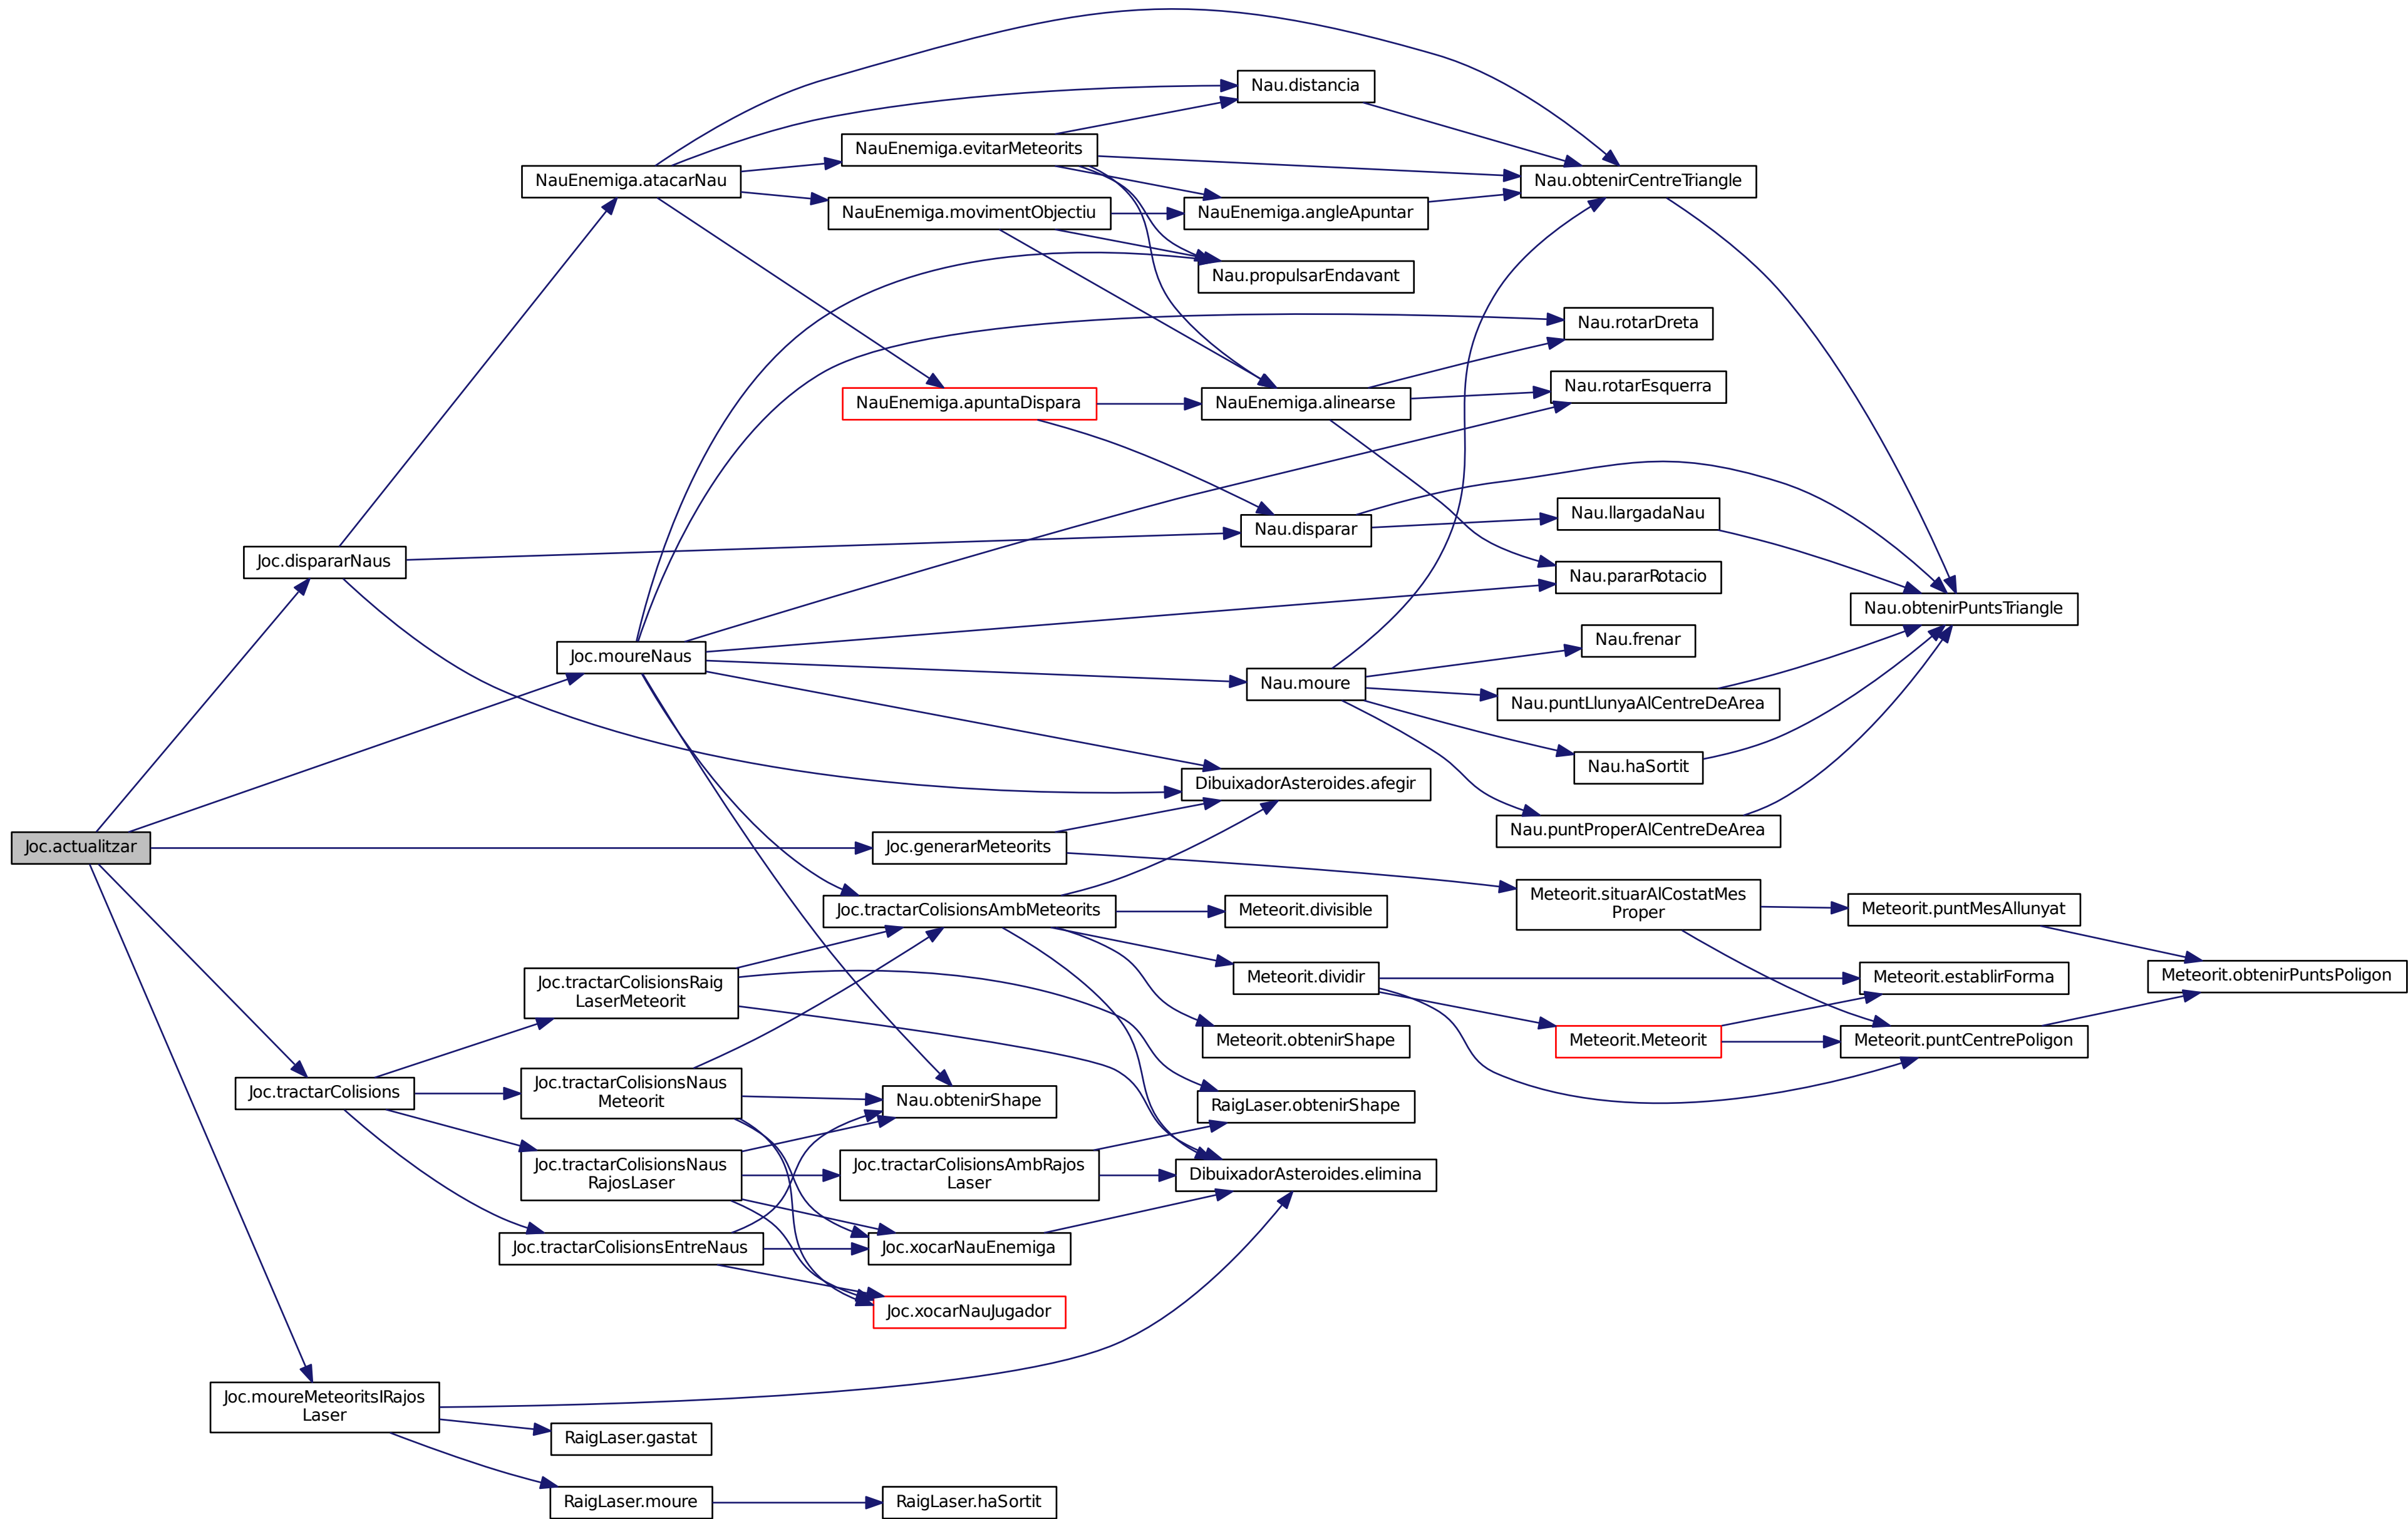 Joc.actualitzar
Joc.dispararNaus
Joc.tractarColisions
Joc.moureMeteoritsIRajos
Laser
NauEnemiga.atacarNau
Joc.moureNaus
Joc.tractarColisionsRaig
LaserMeteorit
Joc.tractarColisionsNaus
Meteorit
Joc.tractarColisionsNaus
RajosLaser
Joc.tractarColisionsEntreNaus
RaigLaser.gastat
RaigLaser.moure
NauEnemiga.evitarMeteorits
NauEnemiga.movimentObjectiu
NauEnemiga.apuntaDispara
Joc.generarMeteorits
Joc.tractarColisionsAmbMeteorits
Nau.obtenirShape
Joc.tractarColisionsAmbRajos
Laser
Joc.xocarNauEnemiga
Joc.xocarNauJugador
RaigLaser.haSortit
Nau.distancia
NauEnemiga.angleApuntar
Nau.propulsarEndavant
NauEnemiga.alinearse
Nau.disparar
Nau.moure
DibuixadorAsteroides.afegir
Meteorit.divisible
Meteorit.dividir
Meteorit.obtenirShape
RaigLaser.obtenirShape
DibuixadorAsteroides.elimina
Nau.obtenirCentreTriangle
Nau.rotarDreta
Nau.rotarEsquerra
Nau.llargadaNau
Nau.pararRotacio
Nau.frenar
Nau.puntLlunyaAlCentreDeArea
Nau.haSortit
Nau.puntProperAlCentreDeArea
Meteorit.situarAlCostatMes
Proper
Meteorit.Meteorit
Nau.obtenirPuntsTriangle
Meteorit.puntMesAllunyat
Meteorit.establirForma
Meteorit.puntCentrePoligon
Meteorit.obtenirPuntsPoligon